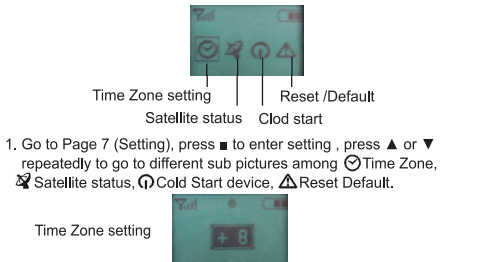 Time Zone setting Reset /Default
Satellite status Clod start
1. Go to Page 7 (Setting), press ■ to enter setting , press ▲ or ▼
repeatedly to go to different sub pictures among Time Zone,
Satellite status, Cold Start device, Reset Default.
Time Zone setting
+ 8